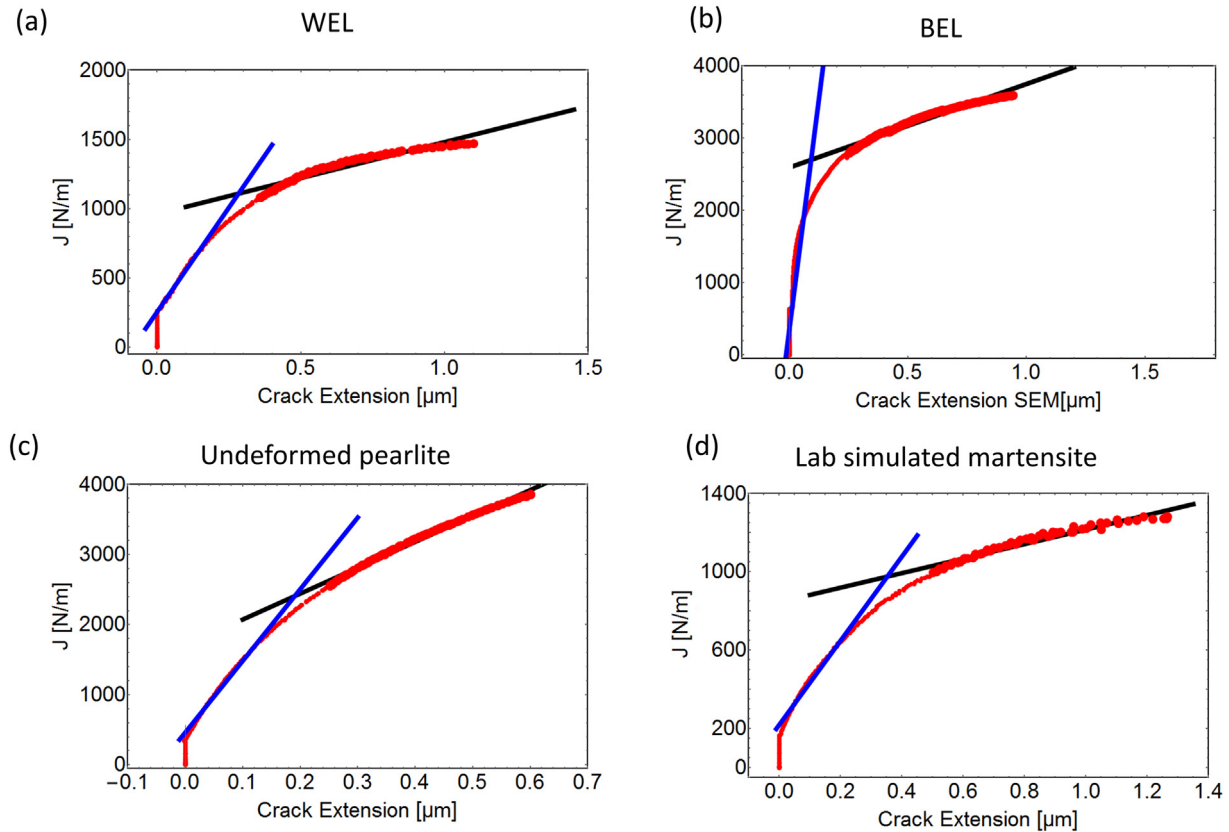 (a)
WEL
2000
1500
1000
500
0
J [N/m]
0.0 0.5 1.0 1.5
Crack Extension [µm]
(b)
BEL
4000
3000
2000
1000
0
J [N/m]
0.0 0.5 1.0 1.5
Crack Extension SEM[µm]
(c)
Undeformed pearlite
4000
3000
2000
1000
0
J [N/m]
−0.1 0.0 0.1 0.2 0.3 0.4 0.5 0.6 0.7
Crack Extension [µm]
(d)
Lab simulated martensite
1400
1000
600
200
0
J [N/m]
0.0 0.2 0.4 0.6 0.8 1.0 1.2 1.4
Crack Extension [µm]